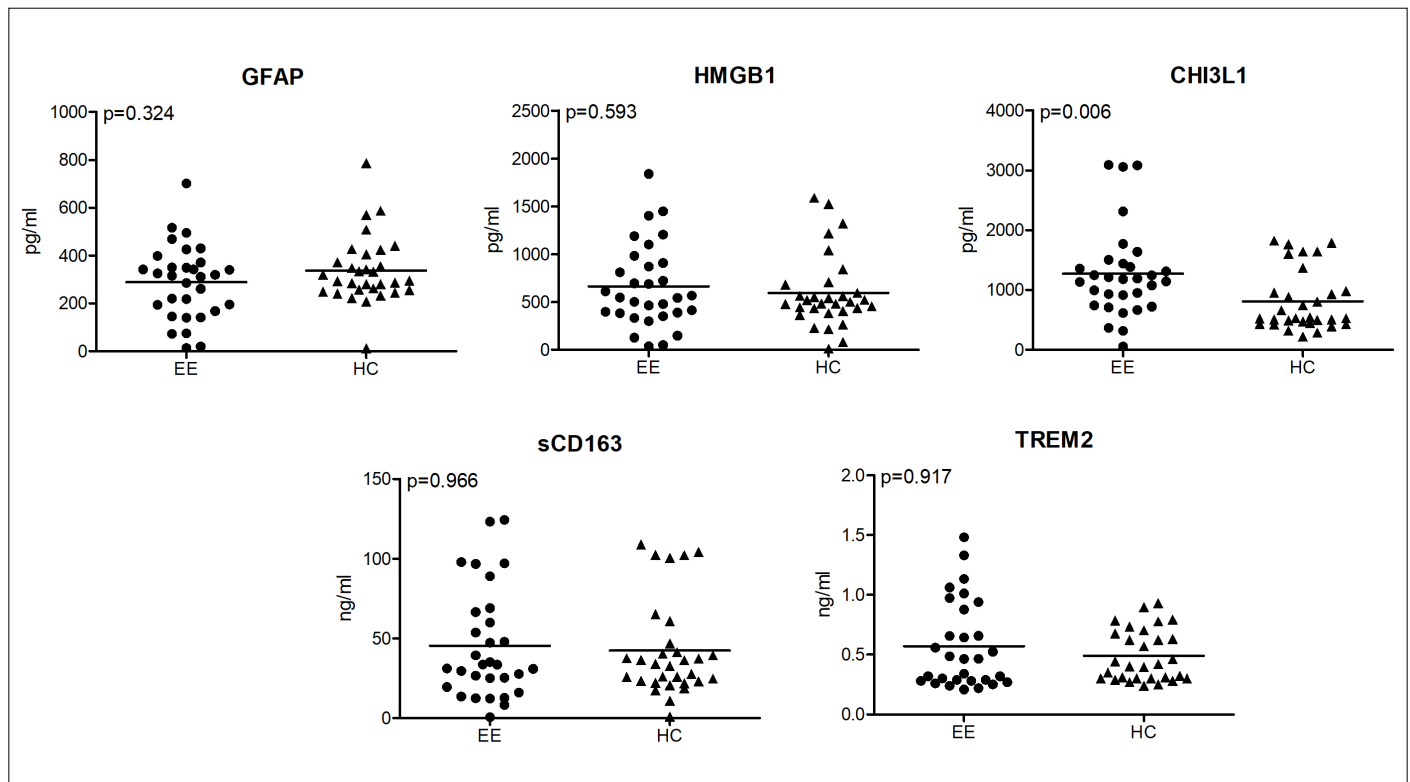 GFAP
p=0.324
pg/ml
1000
800
600
400
200
0
EE
HC
HMGB1
p=0.593
pg/ml
2500
2000
1500
1000
500
0
EE
HC
CHI3L1
p=0.006
pg/ml
4000
3000
2000
1000
0
EE
HC
sCD163
p=0.966
ng/ml
150
100
50
0
EE
HC
TREM2
p=0.917
ng/ml
2.0
1.5
1.0
0.5
0.0
EE
HC